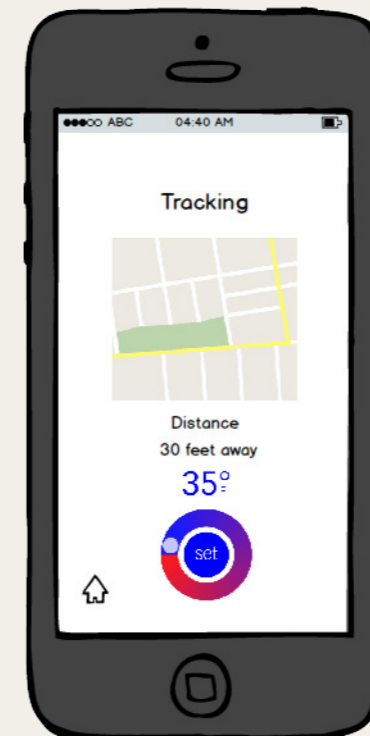 ABC 04:40 AM
Tracking
Distance
30 feet away
35°
set